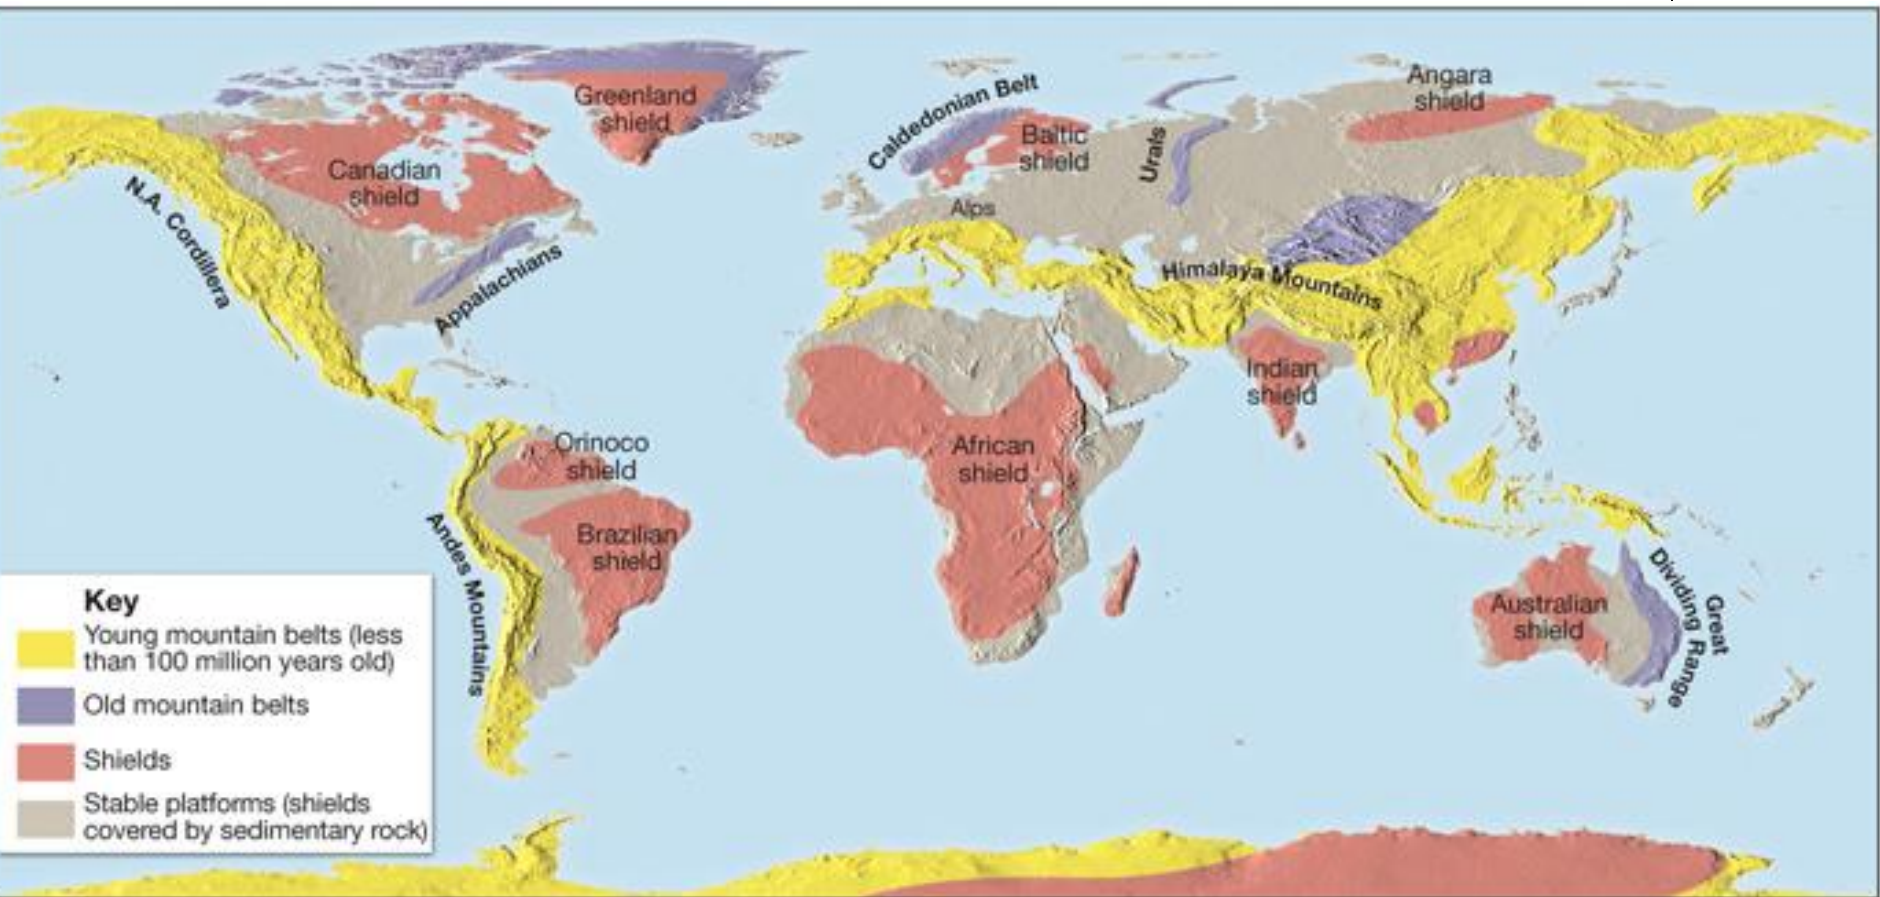 Greenland
shield
Angara
shield
Caldedonian Belt
Baltic
shield
Urals
Canadian
shield
N.A. Cordillera
Appalachians
Alps
Himalaya Mountains
Indian
shield
Orinoco
shield
African
shield
Brazilian
shield
Andes Mountains
Australian
shield
Great
Dividing Range
Key
Young mountain belts (less
than 100 million years old)
Old mountain belts
Shields
Stable platforms (shields
covered by sedimentary rock)